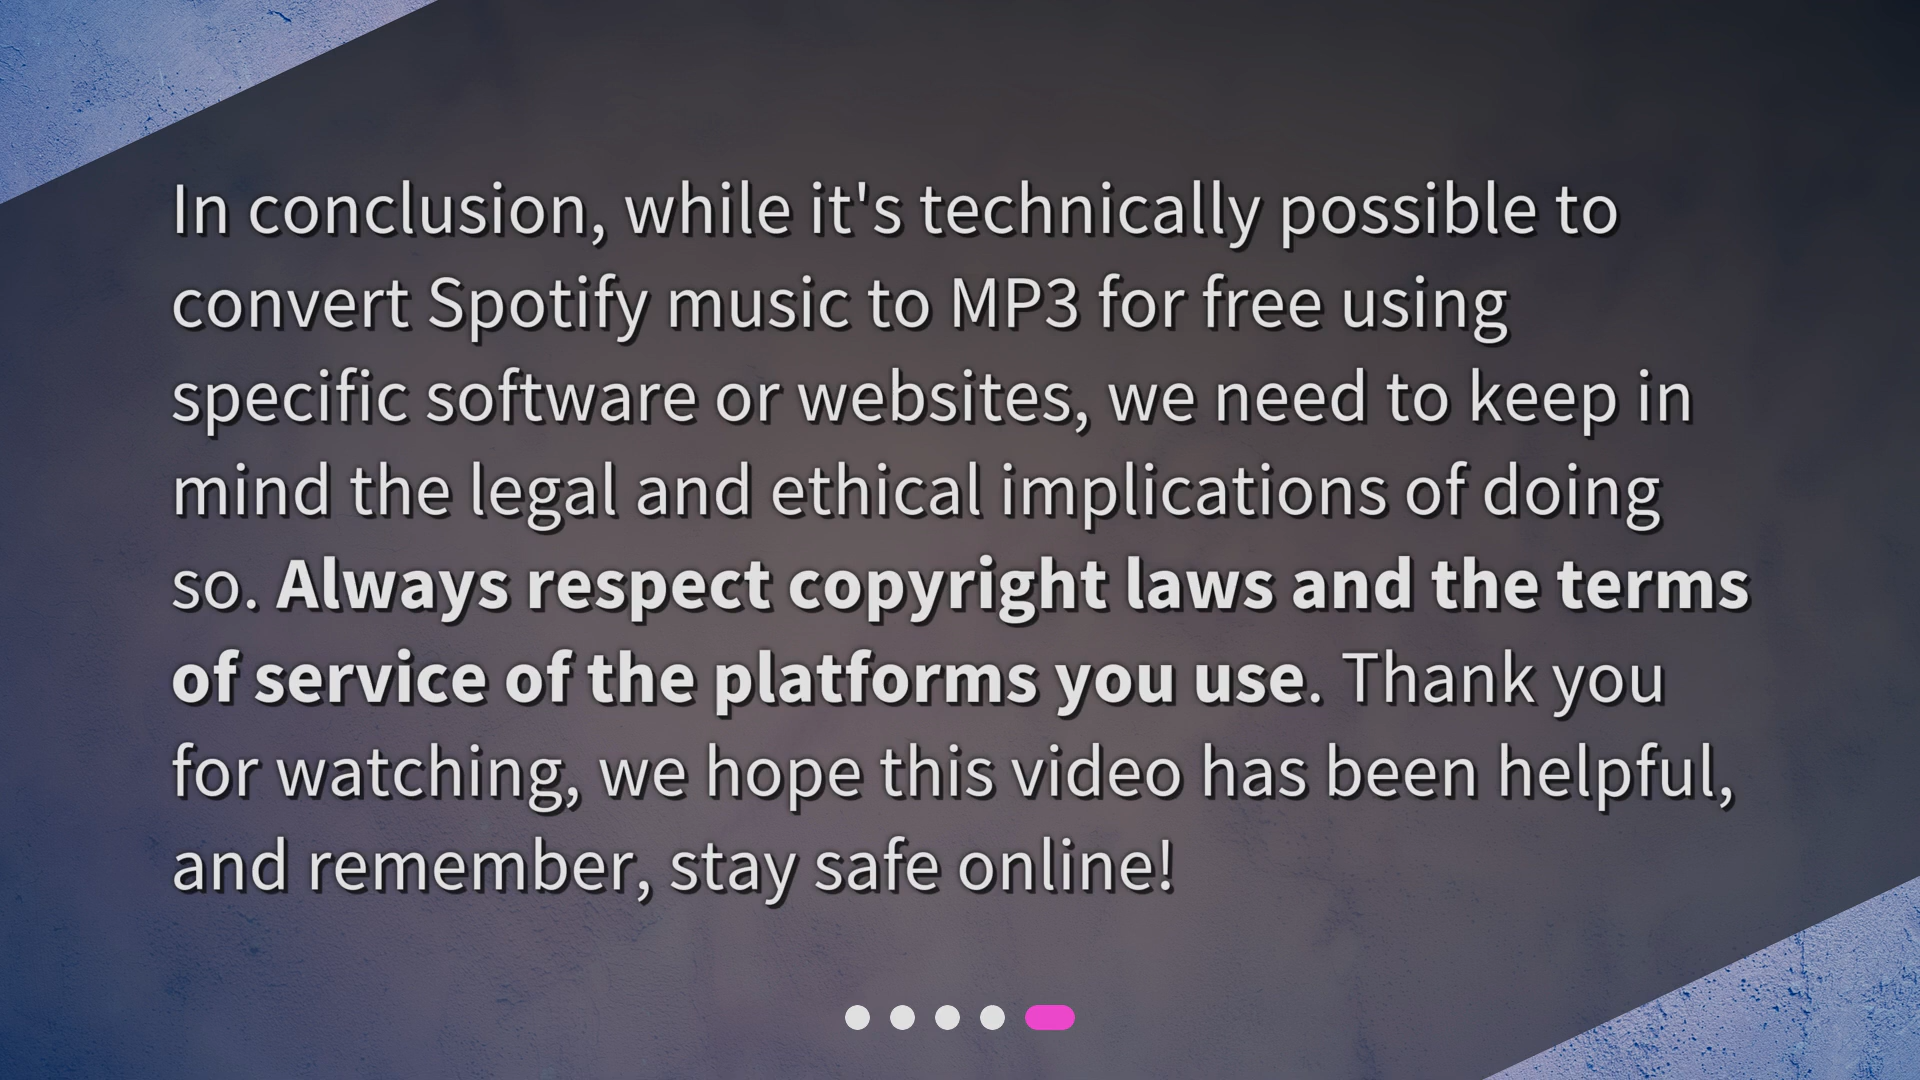 In conclusion, while it's technically possible to
convert Spotify music to MP3 for free using
specific software or websites, we need to keep in
mind the legal and ethical implications of doing
so. Always respect copyright laws and the terms
of service of the platforms you use. Thank you
for watching, we hope this video has been helpful,
and remember, stay safe online!